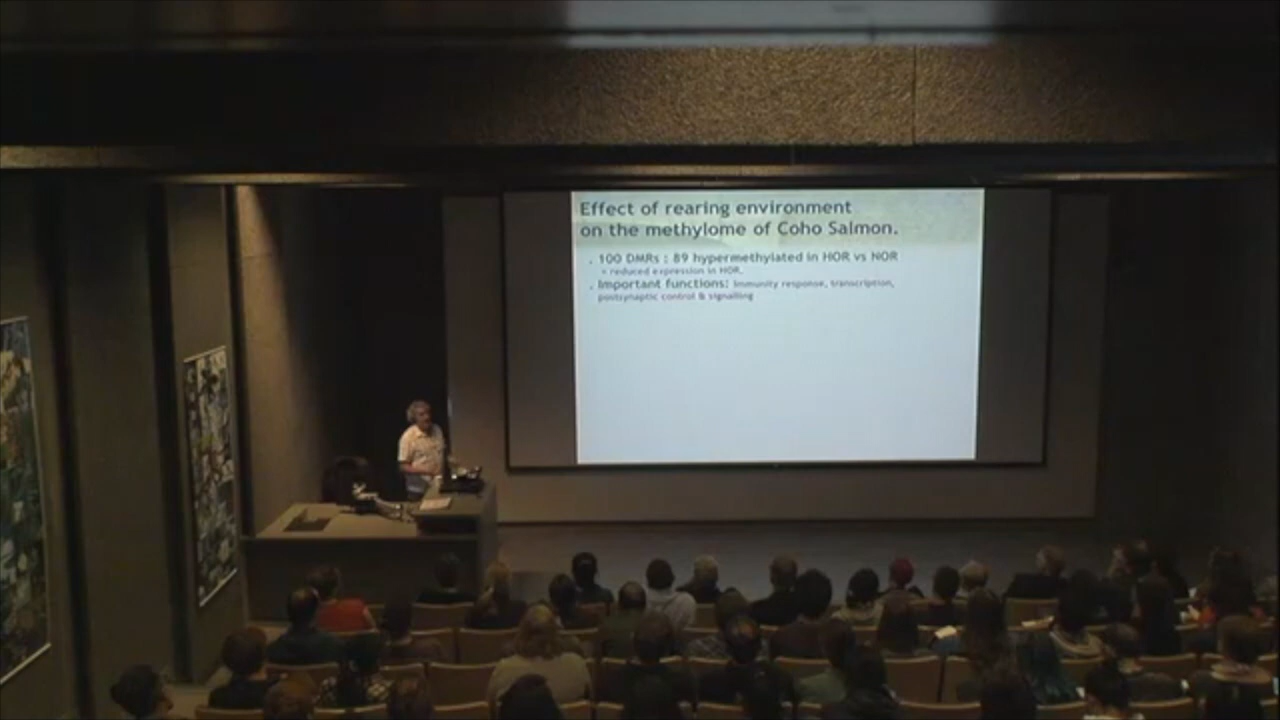 Effect of rearing environment
on the methylome of Coho Salmon.
. 100 DMRs : 89 hypermethylated in HOR vs NOR
= reduced expression in HOR.
. Important functions: Immunity response, transcription,
postsynaptic control & signalling